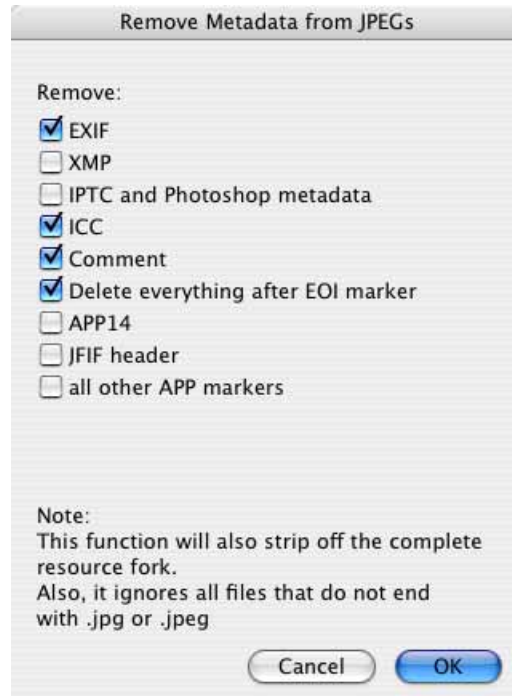 Remove Metadata from JPEGs
Remove:
EXIF
XMP
IPTC and Photoshop metadata
ICC
Comment
Delete everything after EOI marker
APP14
JFIF header
all other APP markers
Note:
This function will also strip off the complete
resource fork.
Also, it ignores all files that do not end
with .jpg or .jpeg
Cancel OK